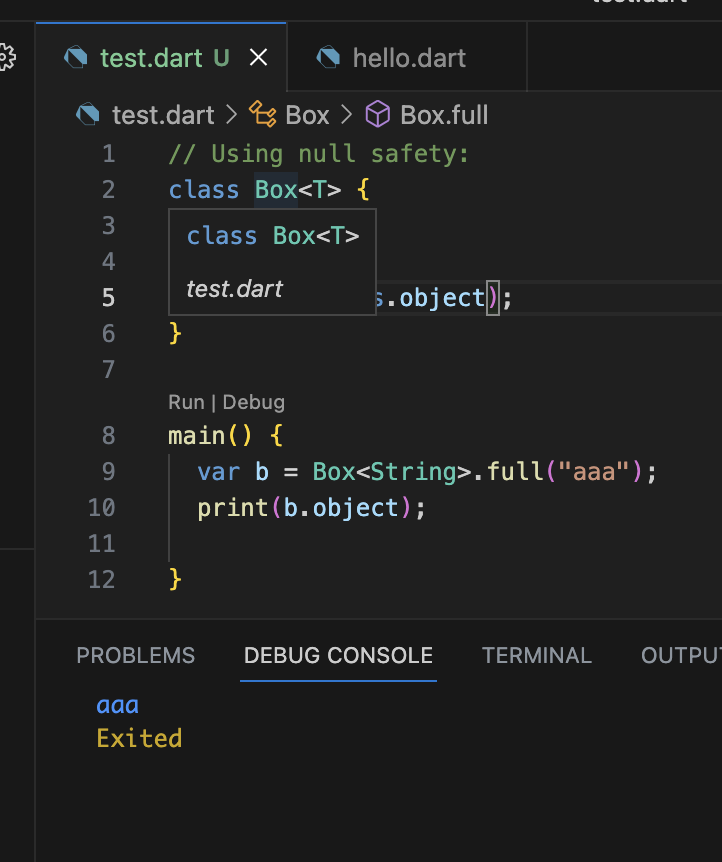 test.dart U
hello.dart
test.dart > Box > Box.full
1 // Using null safety:
2 class Box<T> {
3
class Box<T>
4
test.dart
5 .object);
6 }
7
Run | Debug
8 main() {
9 var b = Box<String>.full("aaa");
10 print(b.object);
11
12 }
PROBLEMS DEBUG CONSOLE TERMINAL OUTPU
aaa
Exited